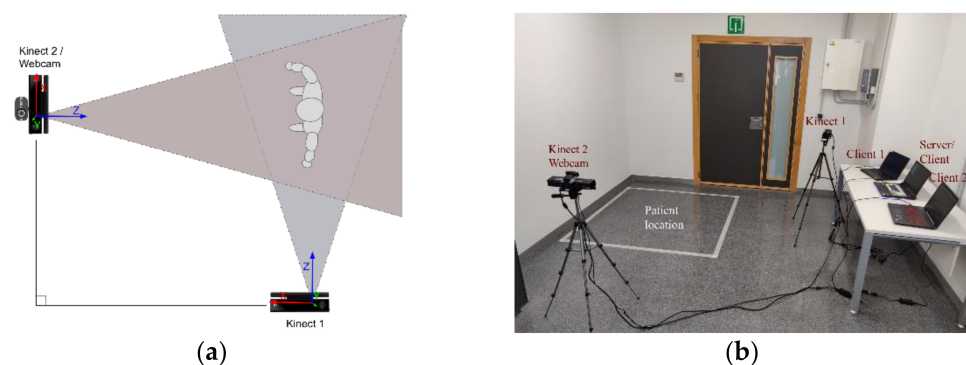 Kinect 2 /
Webcam
X
Z
Y
Z
X
Y
Kinect 1
(a)
Kinect 1
Kinect 2
Webcam
Client 1
Server/
Client
Client 2
Patient
location
(b)